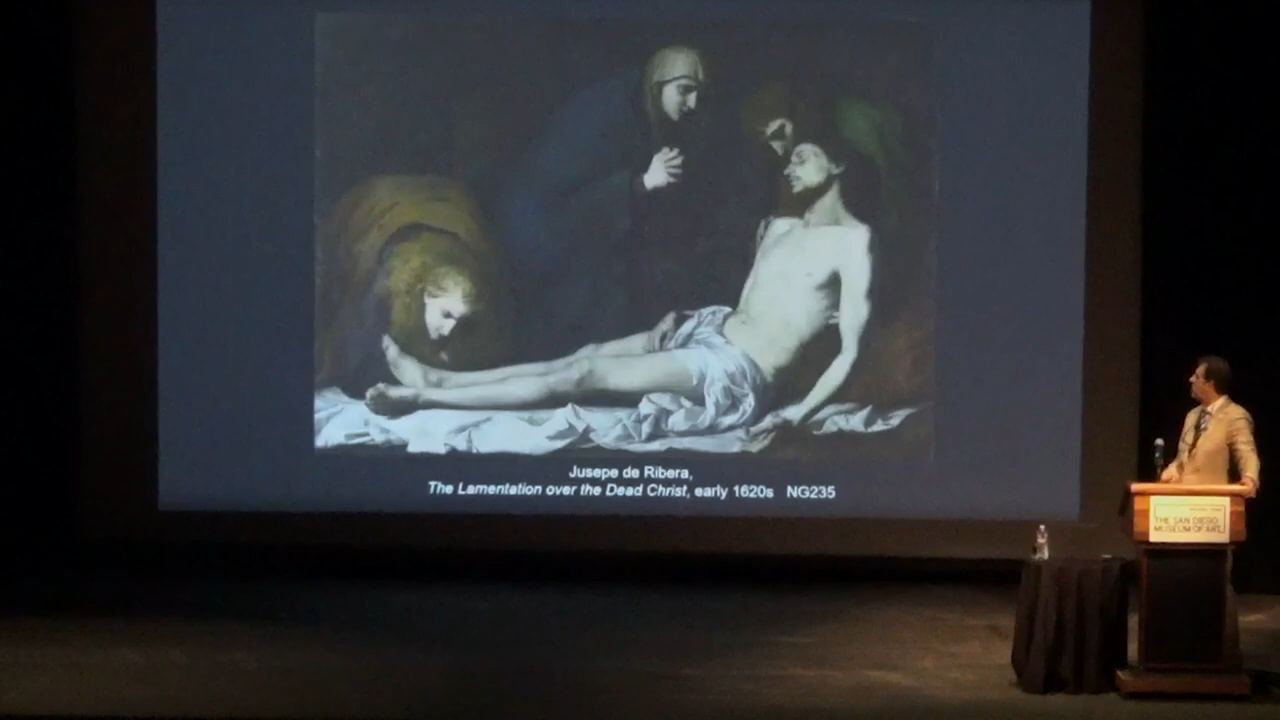 Jusepe de Ribera,
The Lamentation over the Dead Christ, early 1620s NG235
THE SAN DIEGO
MUSEUM OF ART